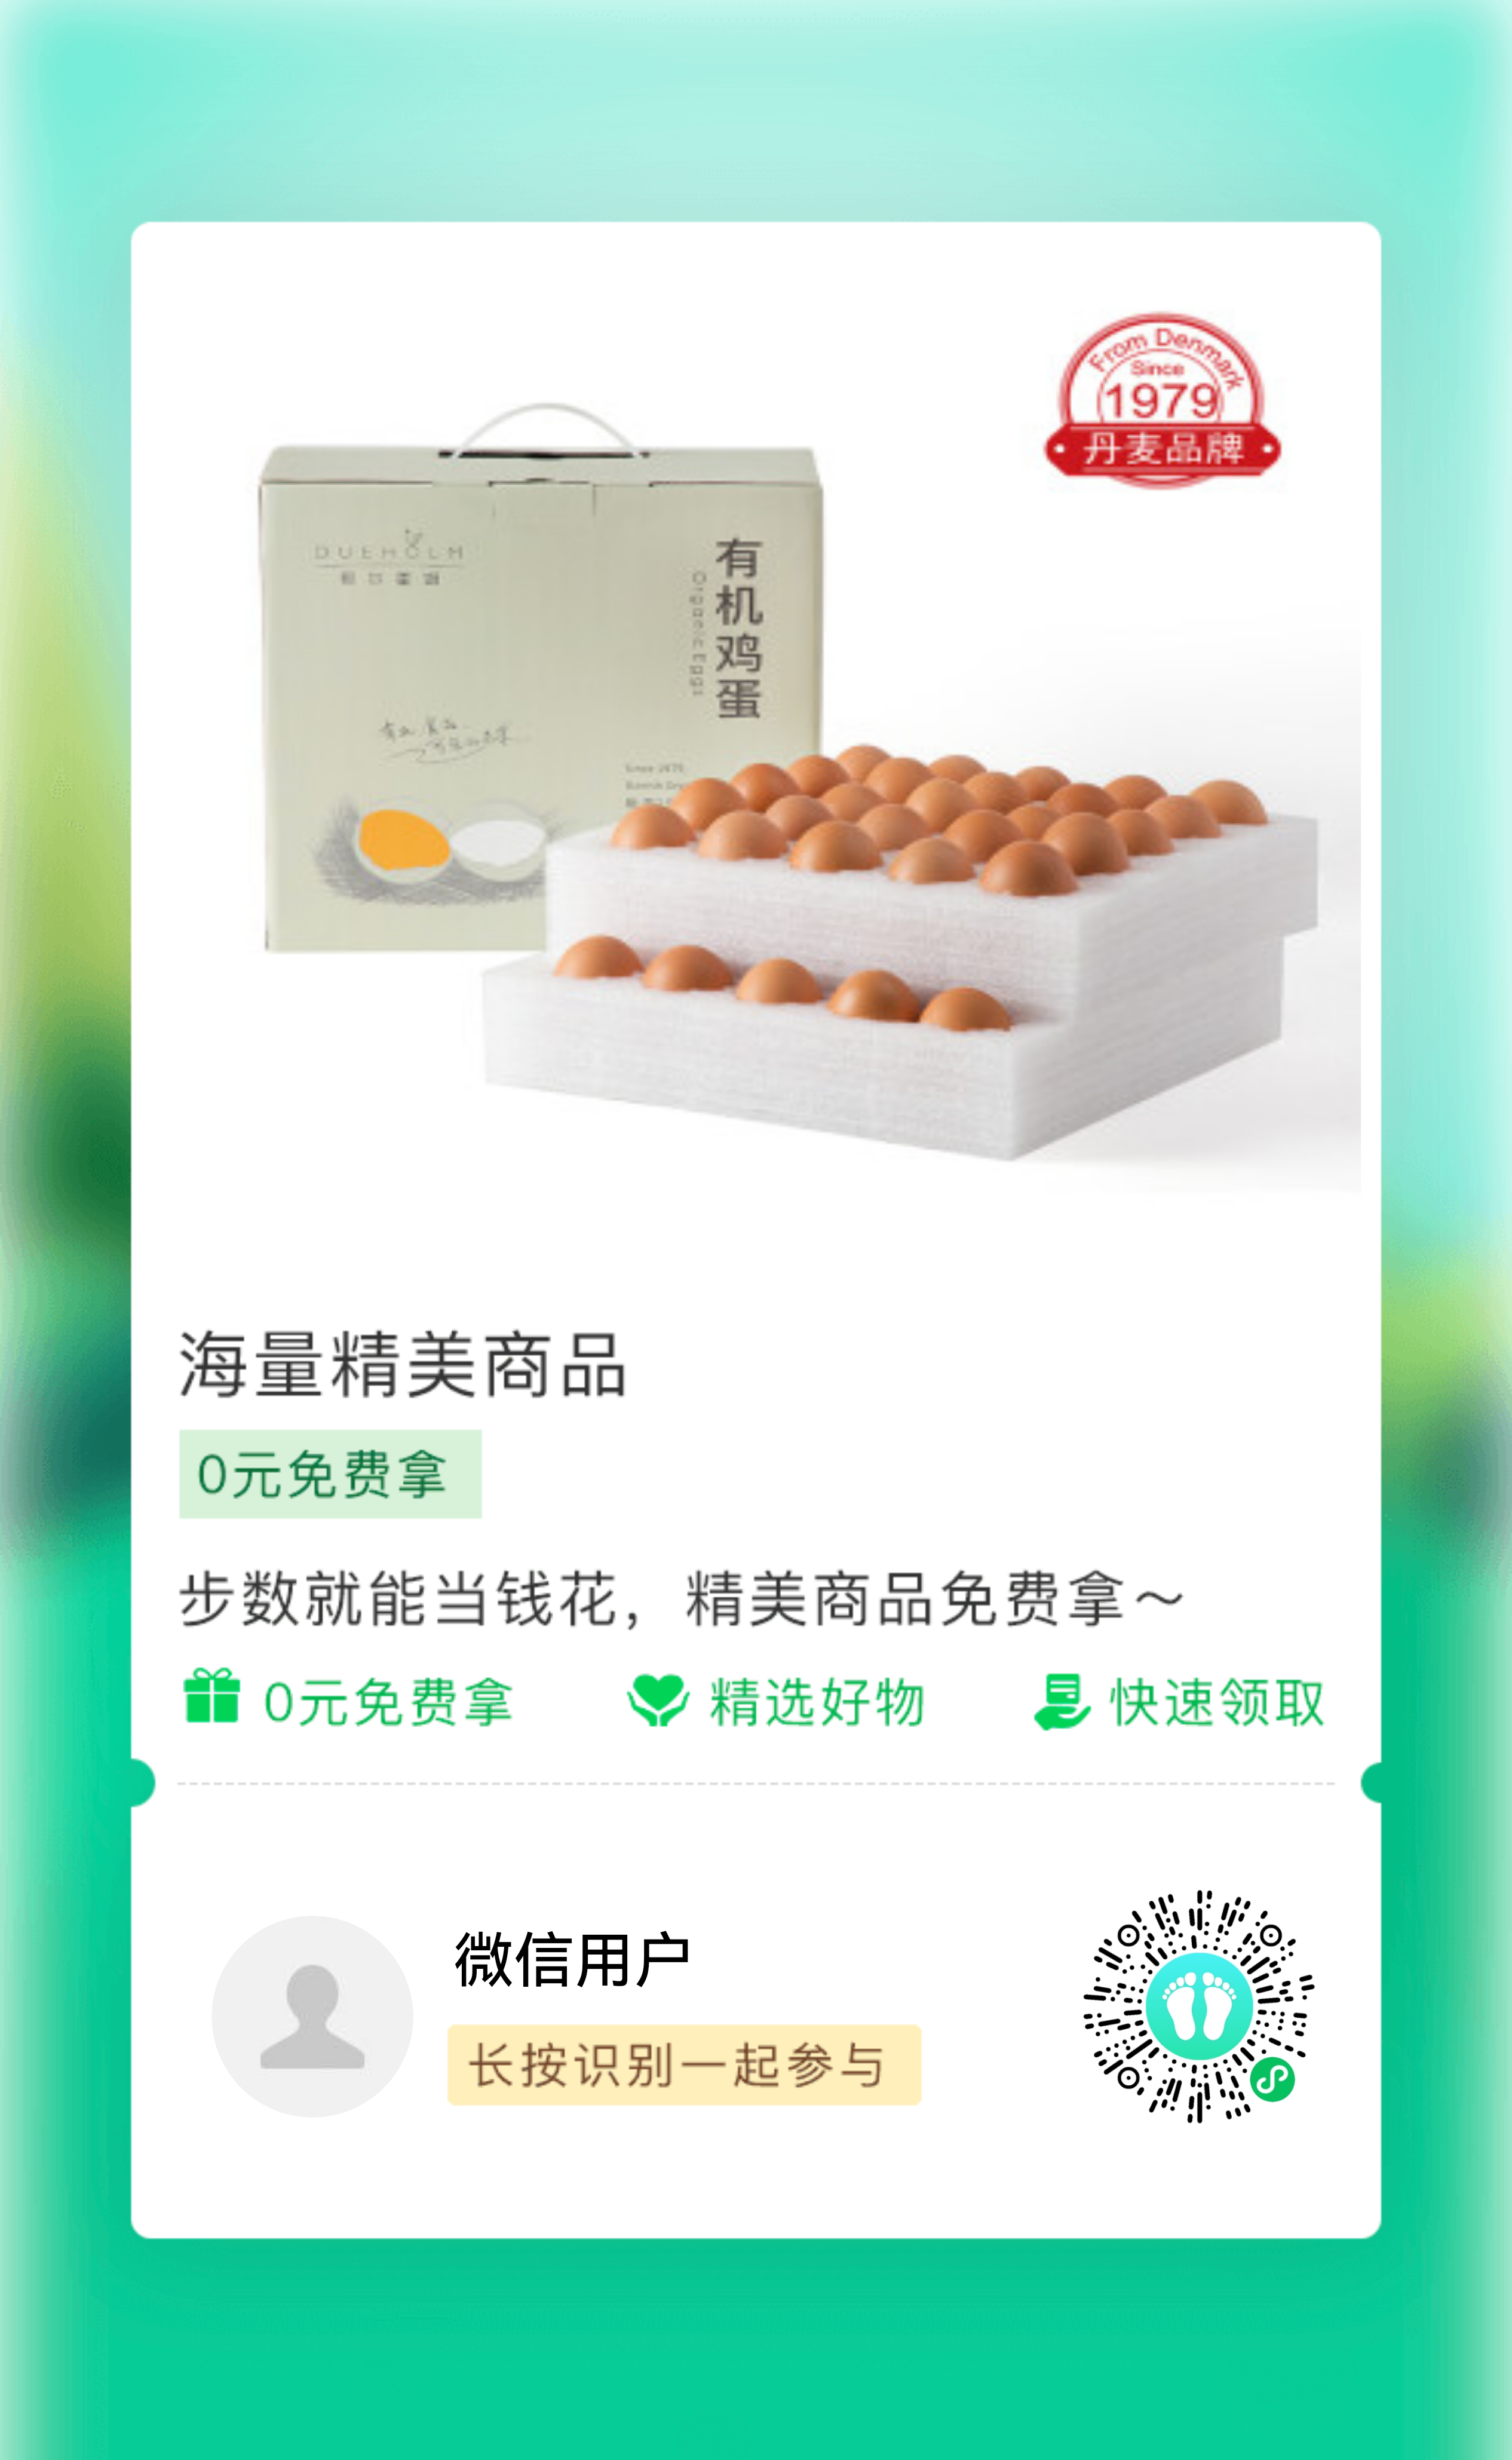 From Denmark
Since
1979
丹麦品牌
DUEHOLM
有机鸡蛋
Organic Eggs
Since 1979
海量精美商品
0元免费拿
步数就能当钱花，精美商品免费拿～
0元免费拿
精选好物
快速领取
微信用户
长按识别一起参与